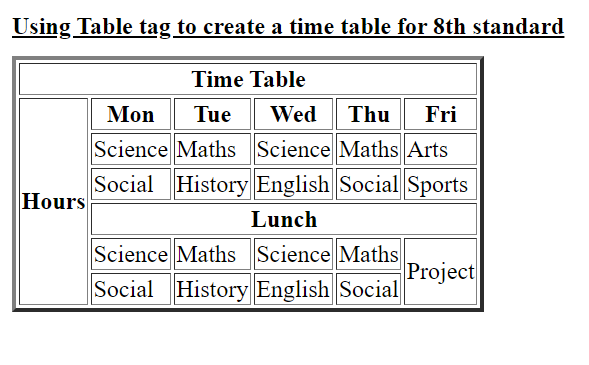 Using Table tag to create a time table for 8th standard
Time Table
Mon Tue Wed Thu Fri
Science Maths Science Maths Arts
Social History English Social Sports
Hours
Lunch
Science Maths Science Maths
Project
Social History English Social